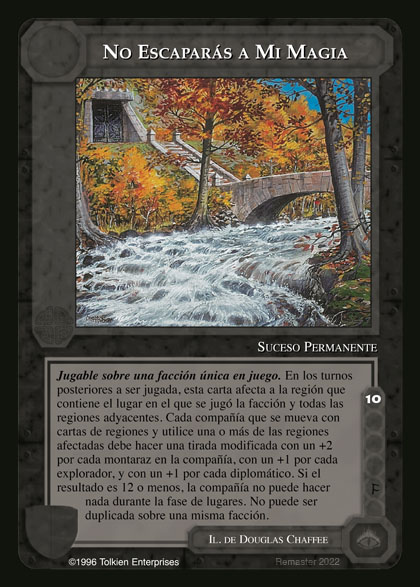 No Escaparás a Mi Magia
Suceso Permanente
Jugable sobre una facción única en juego. En los turnos
posteriores a ser jugada, esta carta afecta a la región que
contiene el lugar en el que se jugó la facción y todas las
regiones adyacentes. Cada compañía que se mueva con
cartas de regiones y utilice una o más de las regiones
afectadas debe hacer una tirada modificada con un +2
por cada montaraz en la compañía, con un +1 por cada
explorador, y con un +1 por cada diplomático. Si el
resultado es 12 o menos, la compañía no puede hacer
nada durante la fase de lugares. No puede ser
duplicada sobre una misma facción.
10
Il. de Douglas Chaffee
©1996 Tolkien Enterprises
Remaster 2022